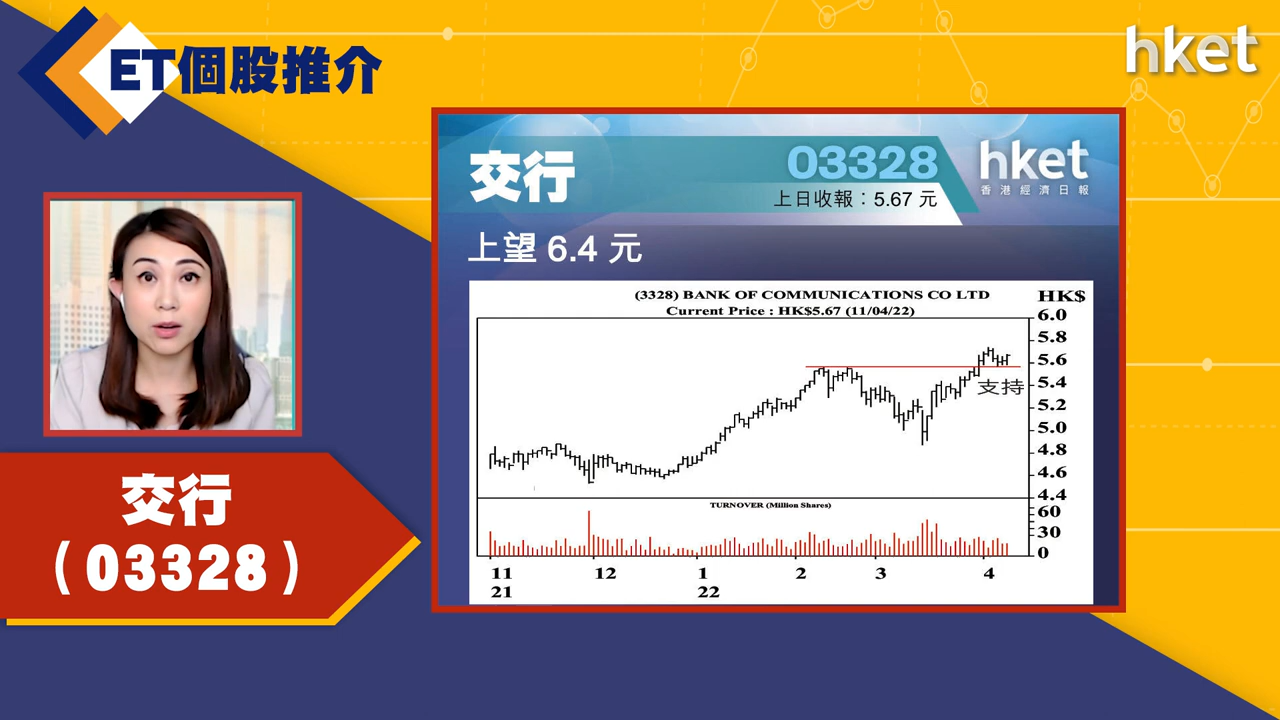 ET個股推介
hket
交行
(03328)
交行
03328
上日收報：5.67 元
hket
香港經濟日報
上望 6.4 元
(3328) BANK OF COMMUNICATIONS CO LTD
Current Price : HK$5.67 (11/04/22)
HK$
6.0
5.8
5.6
5.4
支持
5.2
5.0
4.8
4.6
4.4
TURNOVER (Million Shares)
60
30
0
11 12 1 2 3 4
21 22